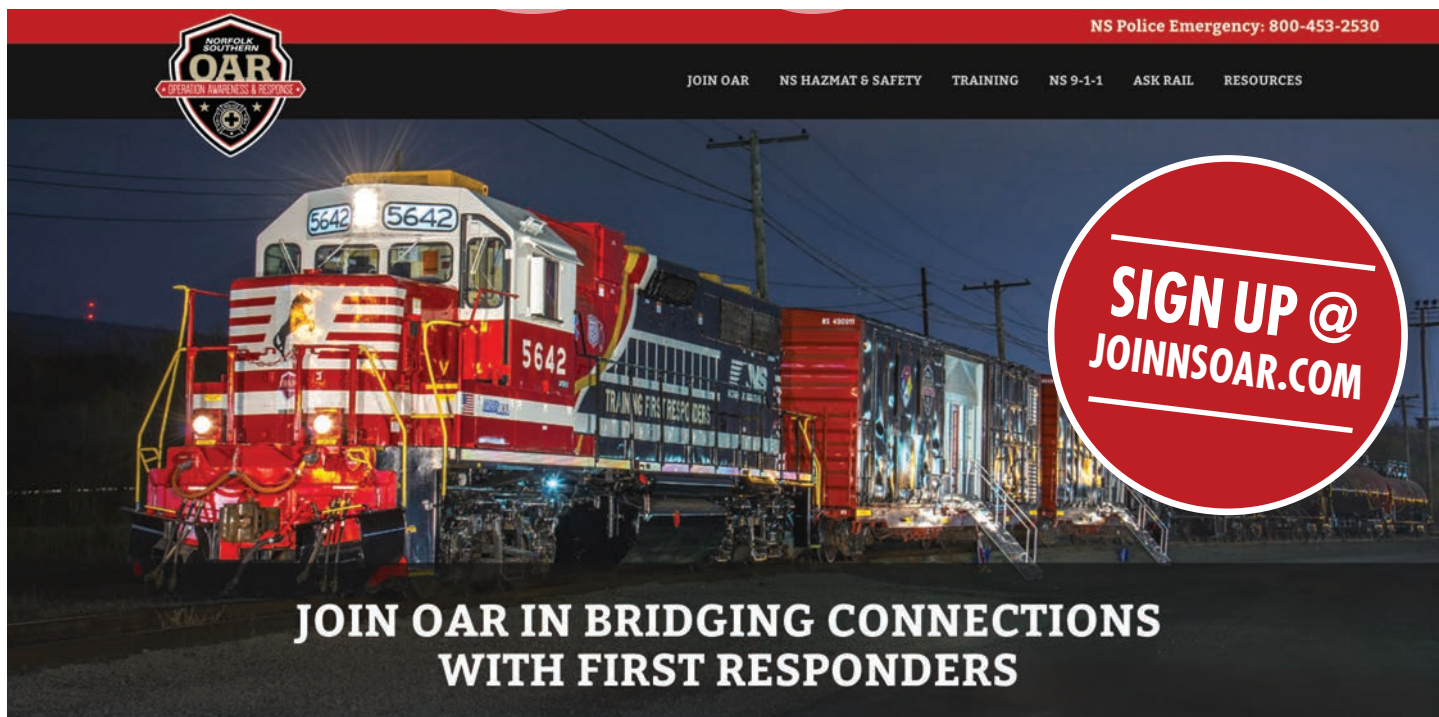 NS Police Emergency: 800-453-2530
NORFOLK
SOUTHERN
OAR
OPERATION AWARENESS & RESPONSE
JOIN OAR NS HAZMAT & SAFETY TRAINING NS 9-1-1 ASK RAIL RESOURCES
5642 5642
5642
NS
TRAINING FIRST RESPONDERS
SIGN UP @
JOINNSOAR.COM
JOIN OAR IN BRIDGING CONNECTIONS
WITH FIRST RESPONDERS